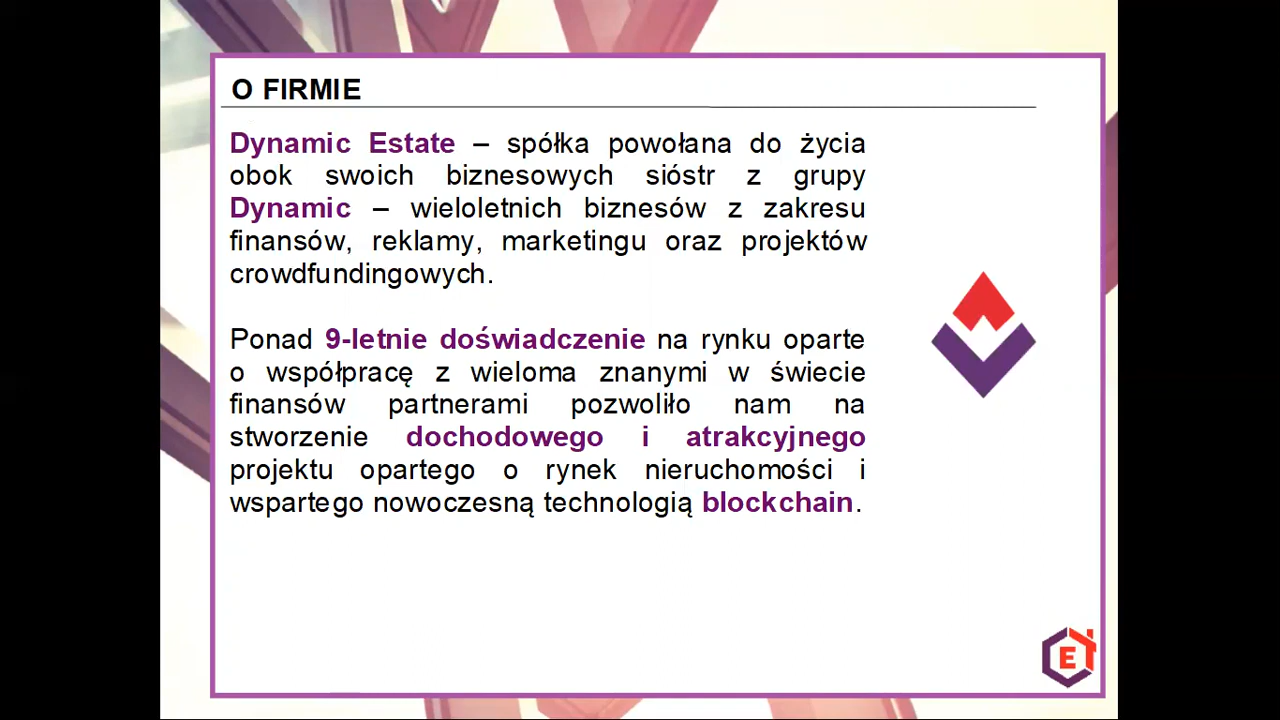 O FIRMIE
Dynamic Estate – spółka powołana do życia
obok swoich biznesowych sióstr z grupy
Dynamic – wieloletnich biznesów z zakresu
finansów, reklamy, marketingu oraz projektów
crowdfundingowych.
Ponad 9-letnie doświadczenie na rynku oparte
o współpracę z wieloma znanymi w świecie
finansów partnerami pozwoliło nam na
stworzenie dochodowego i atrakcyjnego
projektu opartego o rynek nieruchomości i
wspartego nowoczesną technologią blockchain.
E